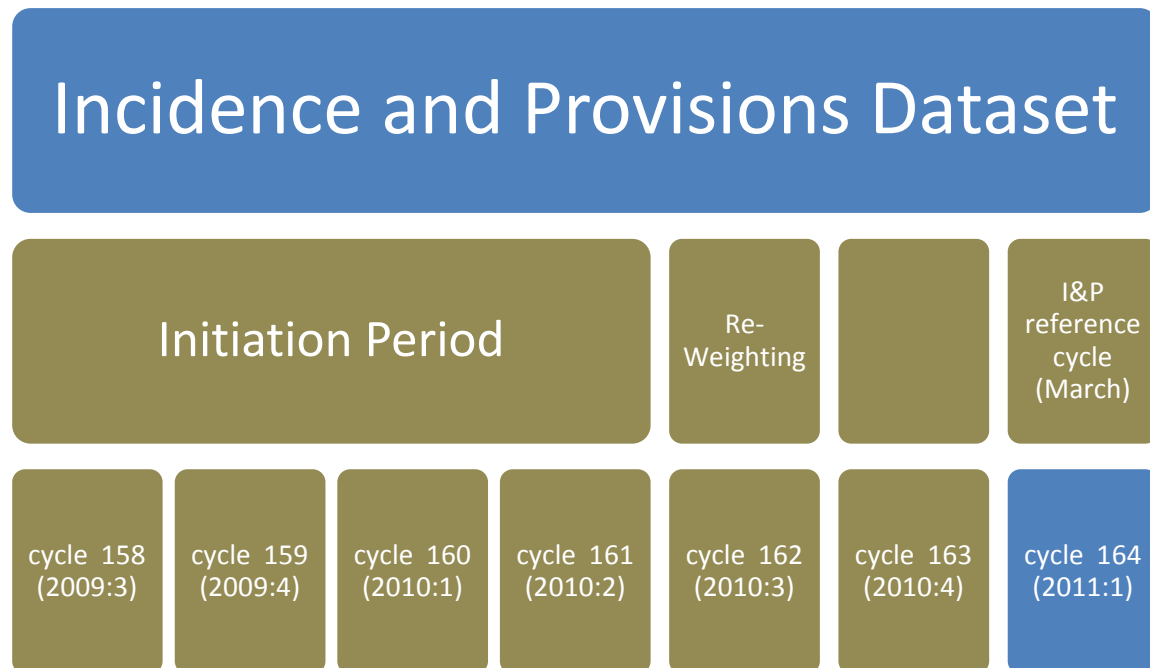 Incidence and Provisions Dataset
Initiation Period
Re-
Weighting
I&P
reference
cycle
(March)
cycle 158
(2009:3)
cycle 159
(2009:4)
cycle 160
(2010:1)
cycle 161
(2010:2)
cycle 162
(2010:3)
cycle 163
(2010:4)
cycle 164
(2011:1)